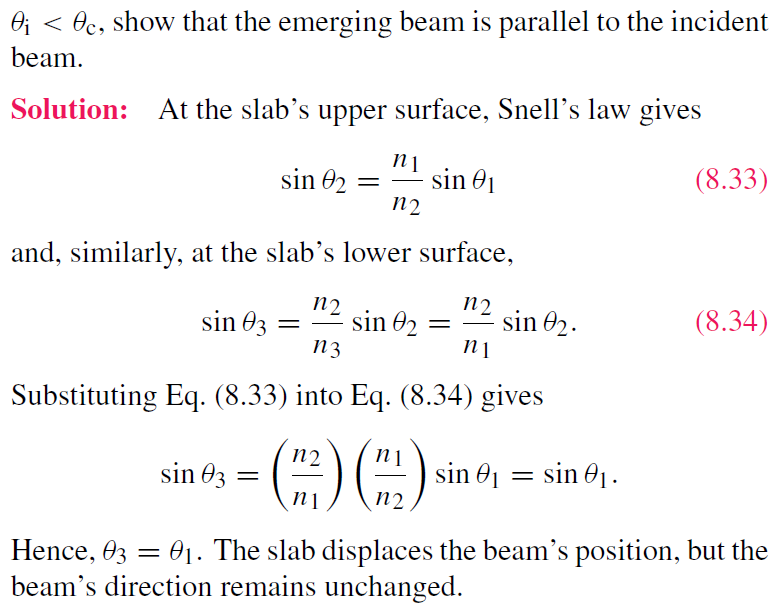 θi < θc, show that the emerging beam is parallel to the incident
beam.
Solution: At the slab's upper surface, Snell's law gives
sin θ2 = n1/n2 sin θ1 (8.33)
and, similarly, at the slab's lower surface,
sin θ3 = n2/n3 sin θ2 = n2/n1 sin θ2. (8.34)
Substituting Eq. (8.33) into Eq. (8.34) gives
sin θ3 = (n2/n1) (n1/n2) sin θ1 = sin θ1.
Hence, θ3 = θ1. The slab displaces the beam's position, but the
beam's direction remains unchanged.